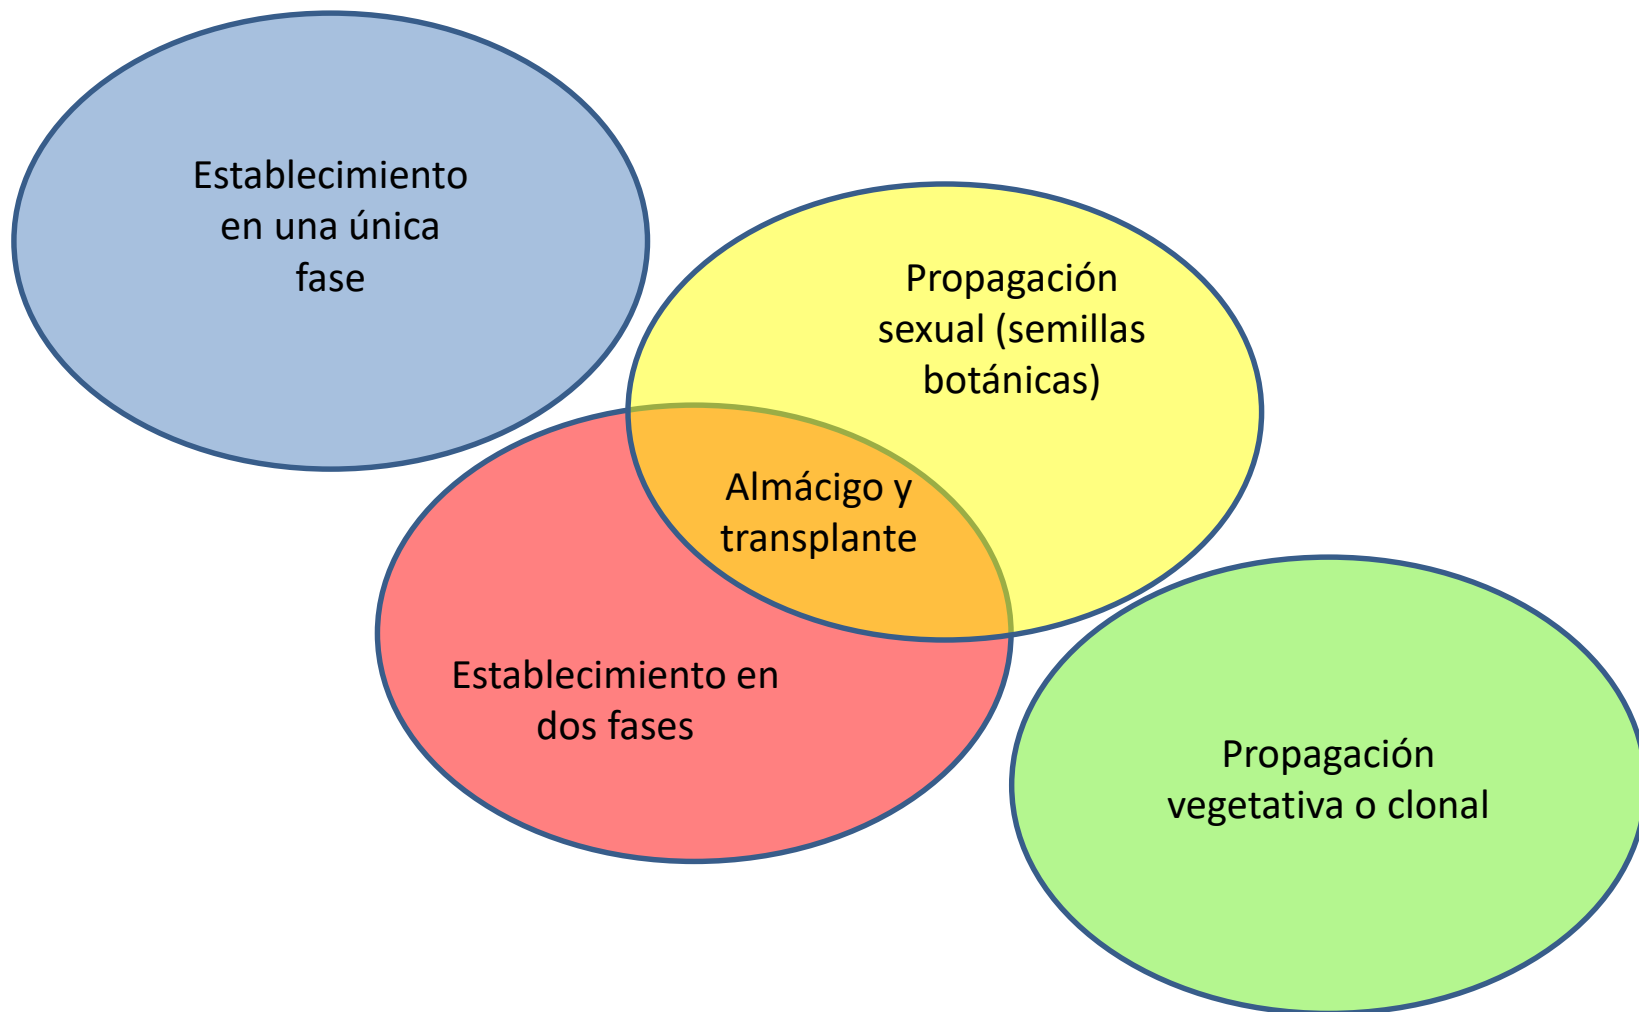 Establecimiento
en una única
fase
Propagación
sexual (semillas
botánicas)
Almácigo y
transplante
Establecimiento en
dos fases
Propagación
vegetativa o clonal